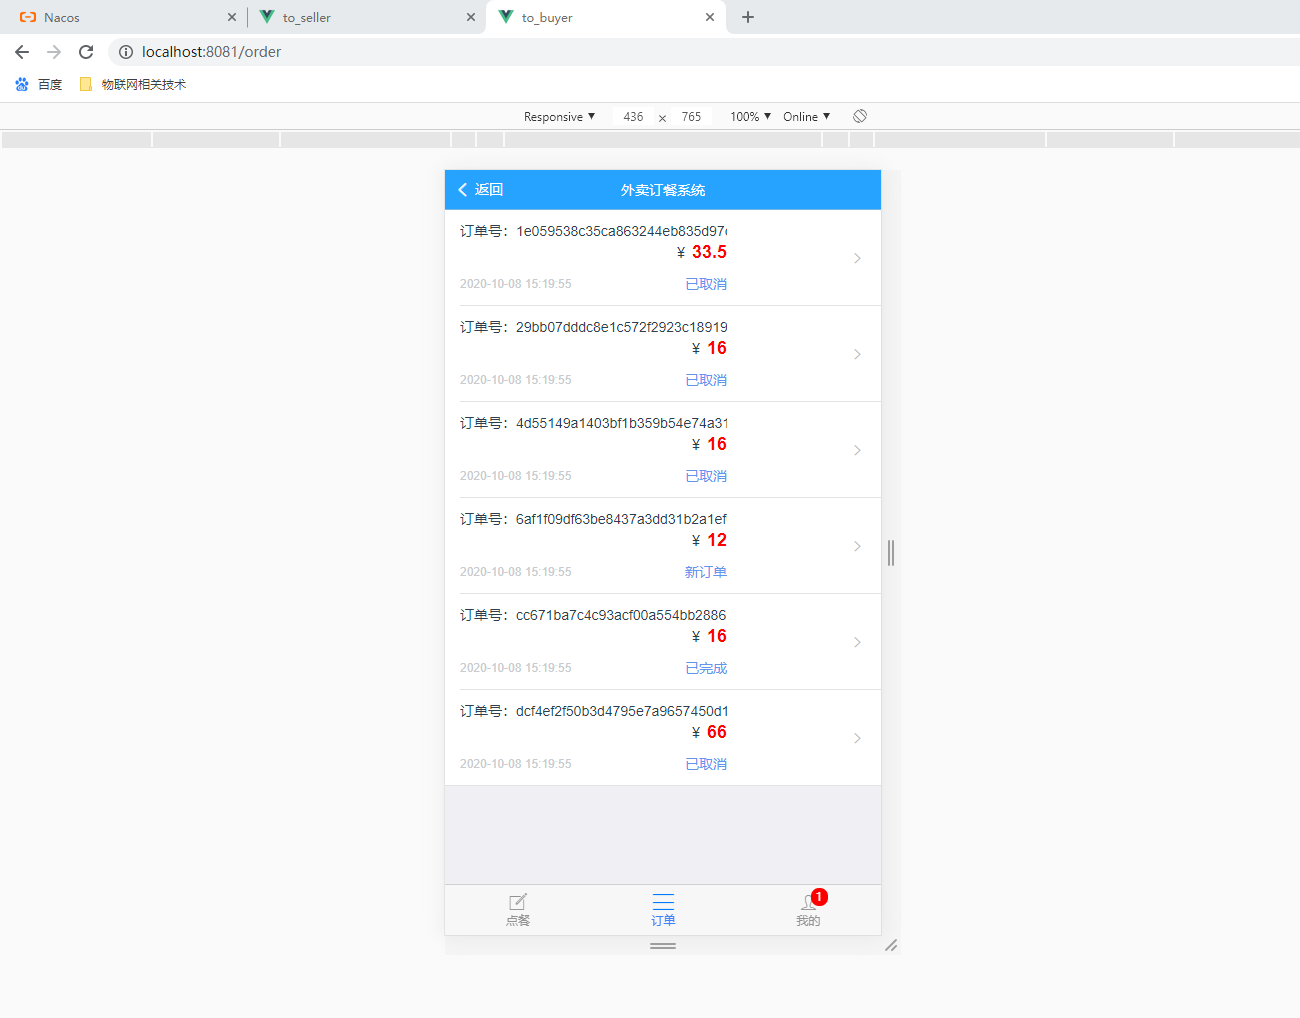 Nacos
to_seller
to_buyer
localhost:8081/order
百度
物联网相关技术
Responsive ▼ 436 × 765 100% ▼ Online ▼
返回
外卖订餐系统
订单号：1e059538c35ca863244eb835d97
¥ 33.5
2020-10-08 15:19:55
已取消
订单号：29bb07dddc8e1c572f2923c18919
¥ 16
2020-10-08 15:19:55
已取消
订单号：4d55149a1403bf1b359b54e74a31
¥ 16
2020-10-08 15:19:55
已取消
订单号：6af1f09df63be8437a3dd31b2a1ef
¥ 12
2020-10-08 15:19:55
新订单
订单号：cc671ba7c4c93acf00a554bb2886
¥ 16
2020-10-08 15:19:55
已完成
订单号：dcf4ef2f50b3d4795e7a9657450d1
¥ 66
2020-10-08 15:19:55
已取消
点餐
订单
1
我的